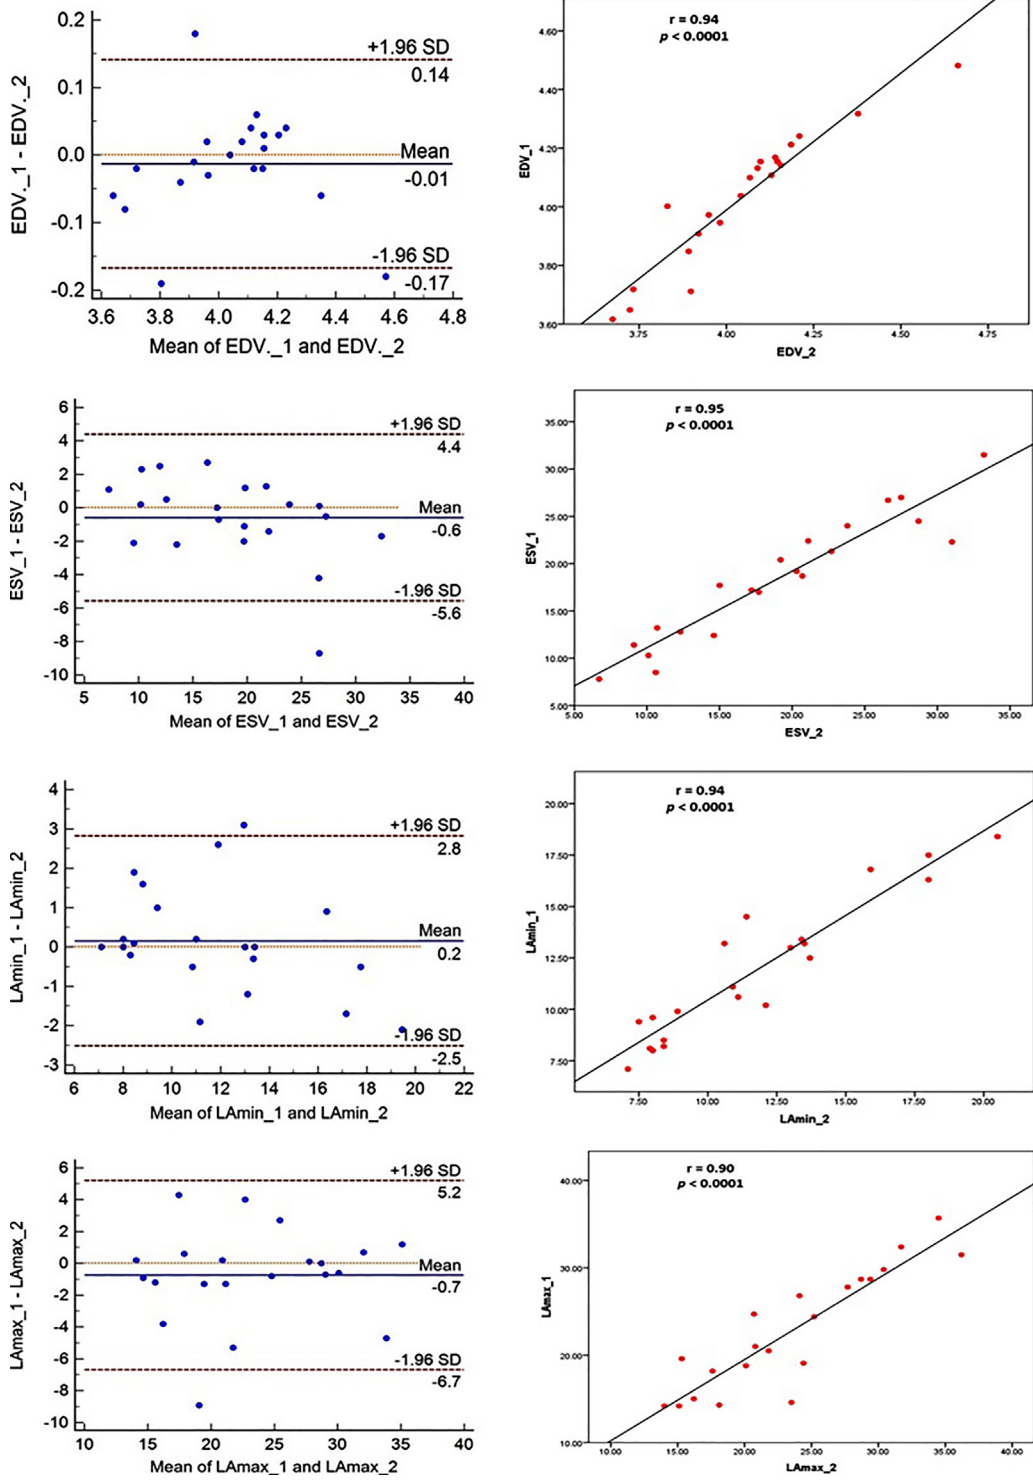 0.2
0.1
0.0
-0.1
-0.2
+1.96 SD
0.14
Mean
-0.01
-1.96 SD
-0.17
3.6 3.8 4.0 4.2 4.4 4.6 4.8
EDV._1 - EDV._2
Mean of EDV._1 and EDV._2
r = 0.94
p < 0.0001
4.60
4.40
4.20
4.00
3.80
3.60
3.75 4.00 4.25 4.50 4.75
EDV_1
EDV_2
6
4
2
0
-2
-4
-6
-8
-10
+1.96 SD
4.4
Mean
-0.6
-1.96 SD
-5.6
5 10 15 20 25 30 35 40
ESV_1 - ESV_2
Mean of ESV_1 and ESV_2
r = 0.95
p < 0.0001
35.00
30.00
25.00
20.00
15.00
10.00
5.00
5.00 10.00 15.00 20.00 25.00 30.00 35.00
ESV_1
ESV_2
4
3
2
1
0
-1
-2
-3
+1.96 SD
2.8
Mean
0.2
-1.96 SD
-2.5
6 8 10 12 14 16 18 20 22
LAmin_1 - LAmin_2
Mean of LAmin_1 and LAmin_2
r = 0.94
p < 0.0001
20.00
17.50
15.00
12.50
10.00
7.50
7.50 10.00 12.50 15.00 17.50 20.00
LAmin_1
LAmin_2
6
4
2
0
-2
-4
-6
-8
-10
+1.96 SD
5.2
Mean
-0.7
-1.96 SD
-6.7
10 15 20 25 30 35 40
LAmax_1 - LAmax_2
Mean of LAmax_1 and LAmax_2
r = 0.90
p < 0.0001
40.00
30.00
20.00
10.00
10.00 15.00 20.00 25.00 30.00 35.00 40.00
LAmax_1
LAmax_2